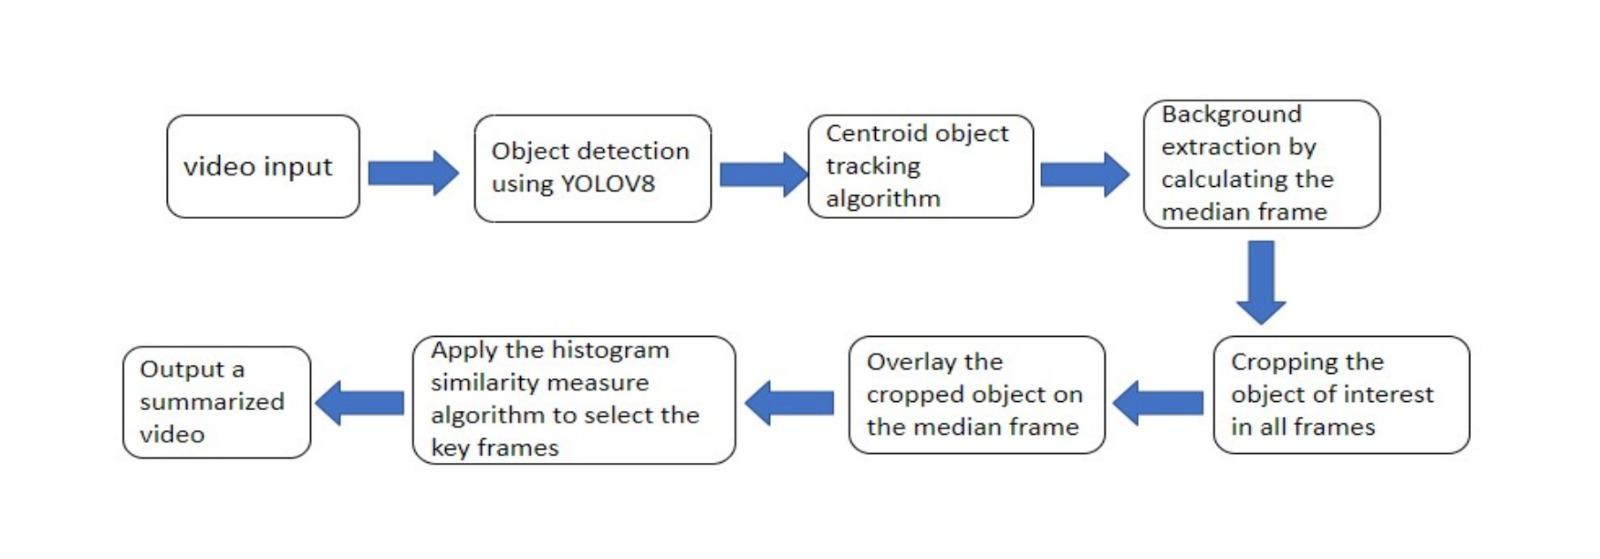 video input
Object detection
using YOLOV8
Centroid object
tracking
algorithm
Background
extraction by
calculating the
median frame
Cropping the
object of interest
in all frames
Overlay the
cropped object on
the median frame
Apply the histogram
similarity measure
algorithm to select the
key frames
Output a
summarized
video